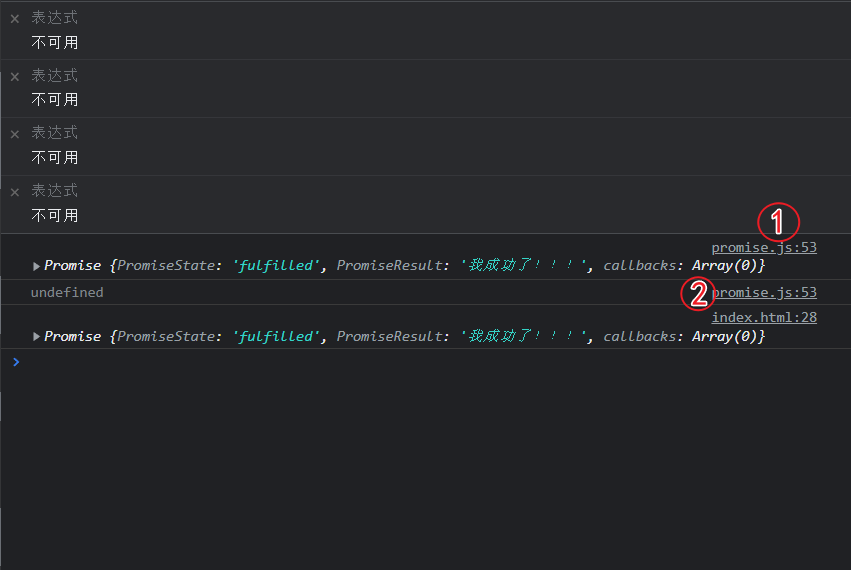 × 表达式
不可用
× 表达式
不可用
× 表达式
不可用
× 表达式
不可用
1
promise.js:53
▶Promise {PromiseState: 'fulfilled', PromiseResult: '我成功了！！！', callbacks: Array(0)}
undefined 2 promise.js:53
index.html:28
▶Promise {PromiseState: 'fulfilled', PromiseResult: '我成功了！！！', callbacks: Array(0)}
>